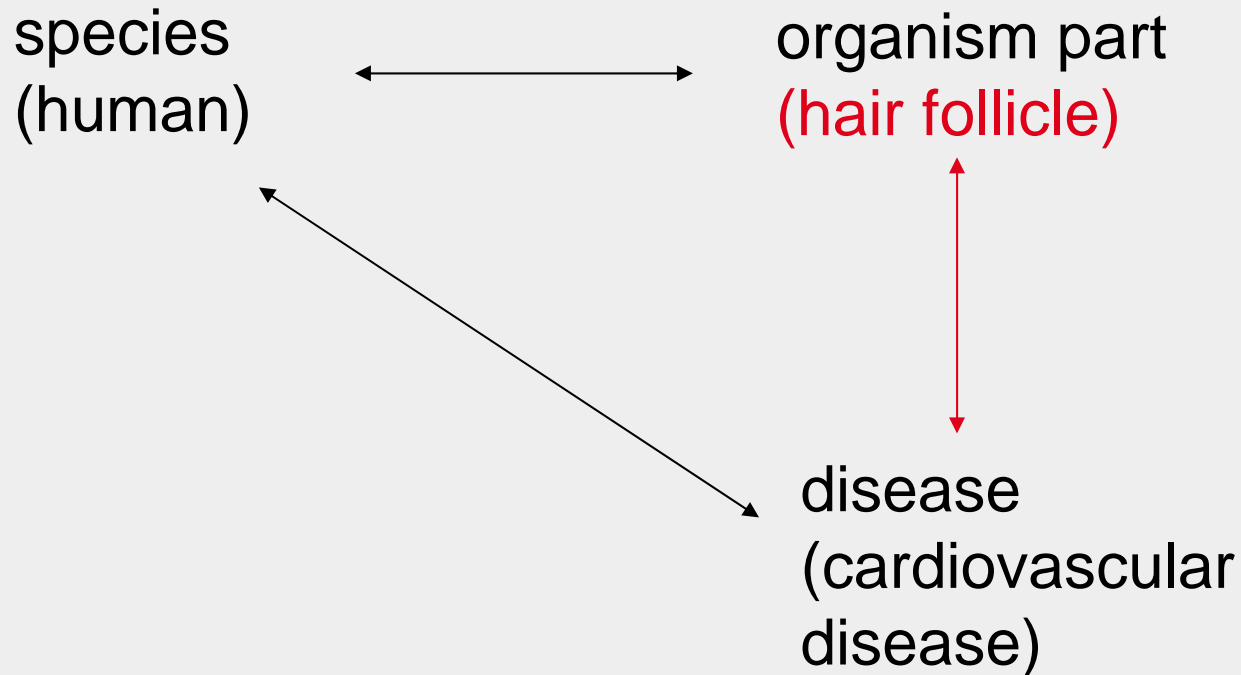 species
(human)
organism part
(hair follicle)
disease
(cardiovascular
disease)